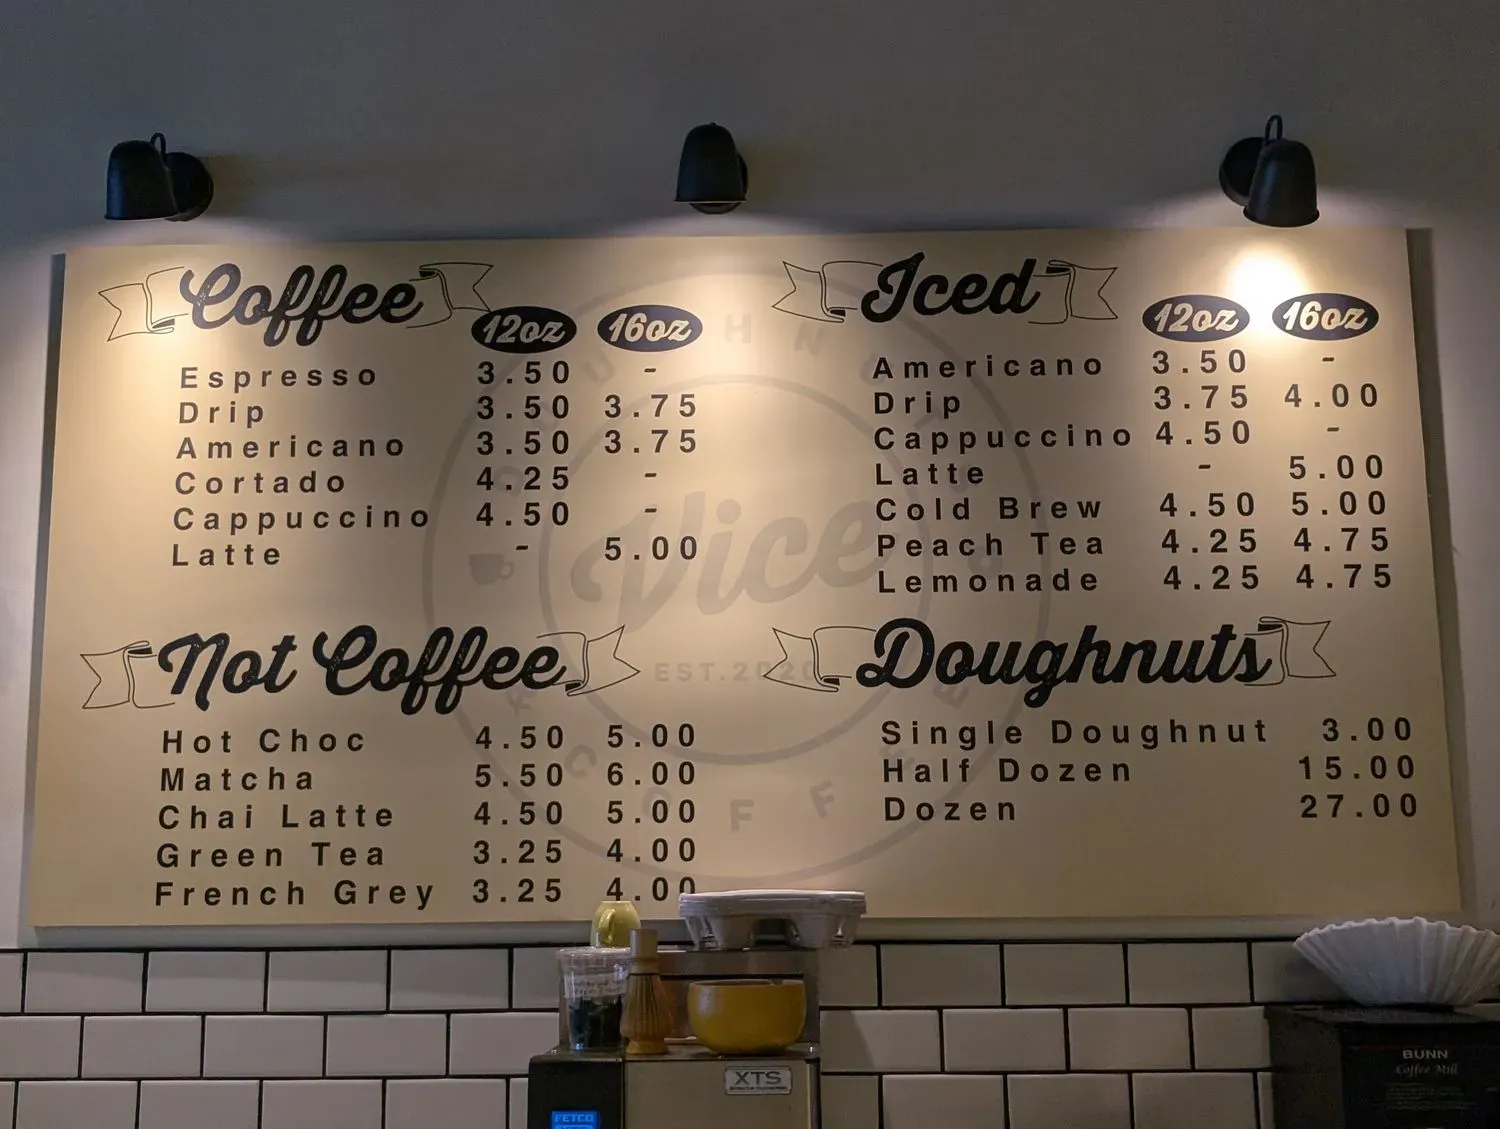 Coffee 12oz 16oz
Espresso 3.50 -
Drip 3.50 3.75
Americano 3.50 3.75
Cortado 4.25 -
Cappuccino 4.50 -
Latte - 5.00
Not Coffee
Hot Choc 4.50 5.00
Matcha 5.50 6.00
Chai Latte 4.50 5.00
Green Tea 3.25 4.00
French Grey 3.25 4.00
Iced 12oz 16oz
Americano 3.50 -
Drip 3.75 4.00
Cappuccino 4.50 -
Latte - 5.00
Cold Brew 4.50 5.00
Peach Tea 4.25 4.75
Lemonade 4.25 4.75
Doughnuts
Single Doughnut 3.00
Half Dozen 15.00
Dozen 27.00
Vice
EST.2020
XTS
FETCO
BUNN
Coffee Mill